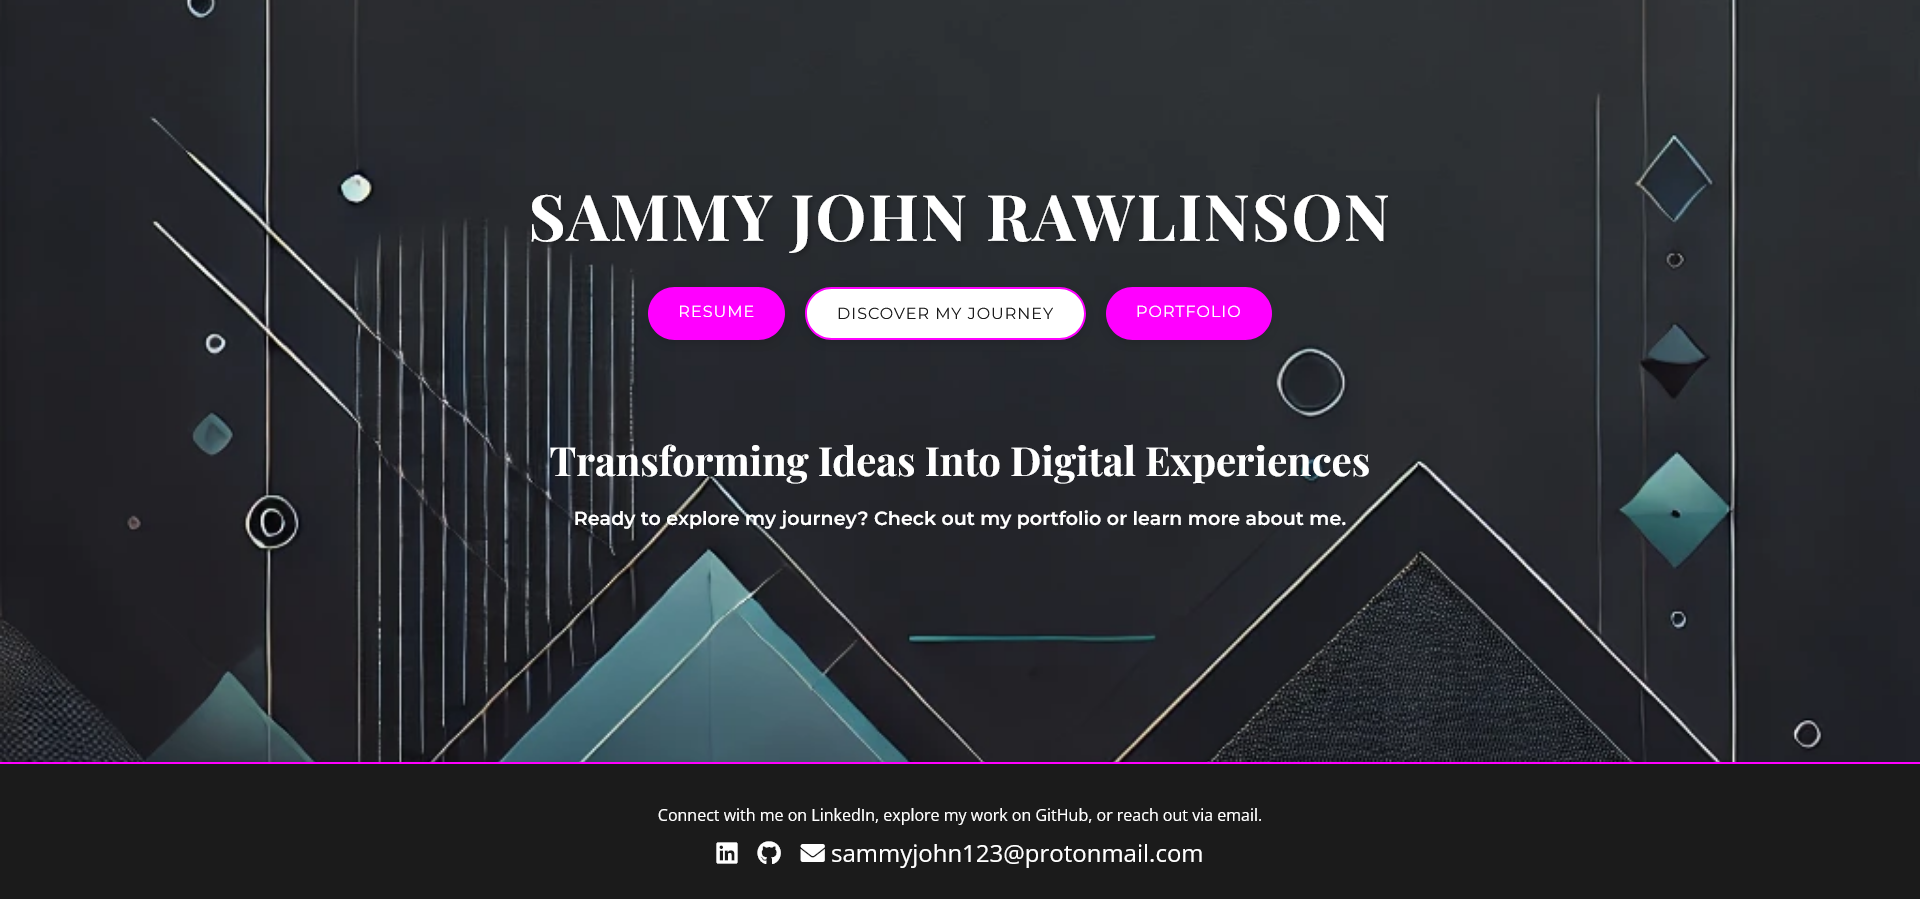 SAMMY JOHN RAWLINSON
RESUME
DISCOVER MY JOURNEY
PORTFOLIO
Transforming Ideas Into Digital Experiences
Ready to explore my journey? Check out my portfolio or learn more about me.
Connect with me on LinkedIn, explore my work on GitHub, or reach out via email.
sammyjohn123@protonmail.com